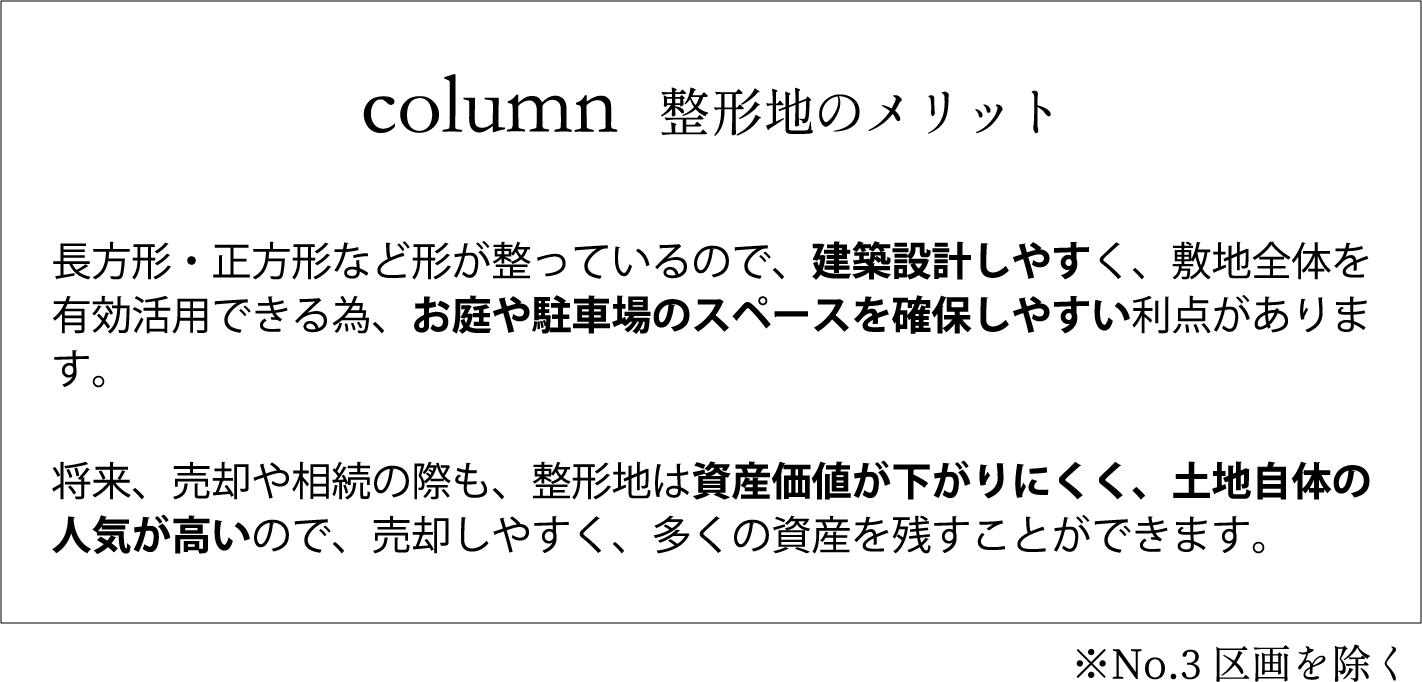 column 整形地のメリット
長方形・正方形など形が整っているので、建築設計しやすく、敷地全体を
有効活用できる為、お庭や駐車場のスペースを確保しやすい利点がありま
す。
将来、売却や相続の際も、整形地は資産価値が下がりにくく、土地自体の
人気が高いので、売却しやすく、多くの資産を残すことができます。
※No.3 区画を除く